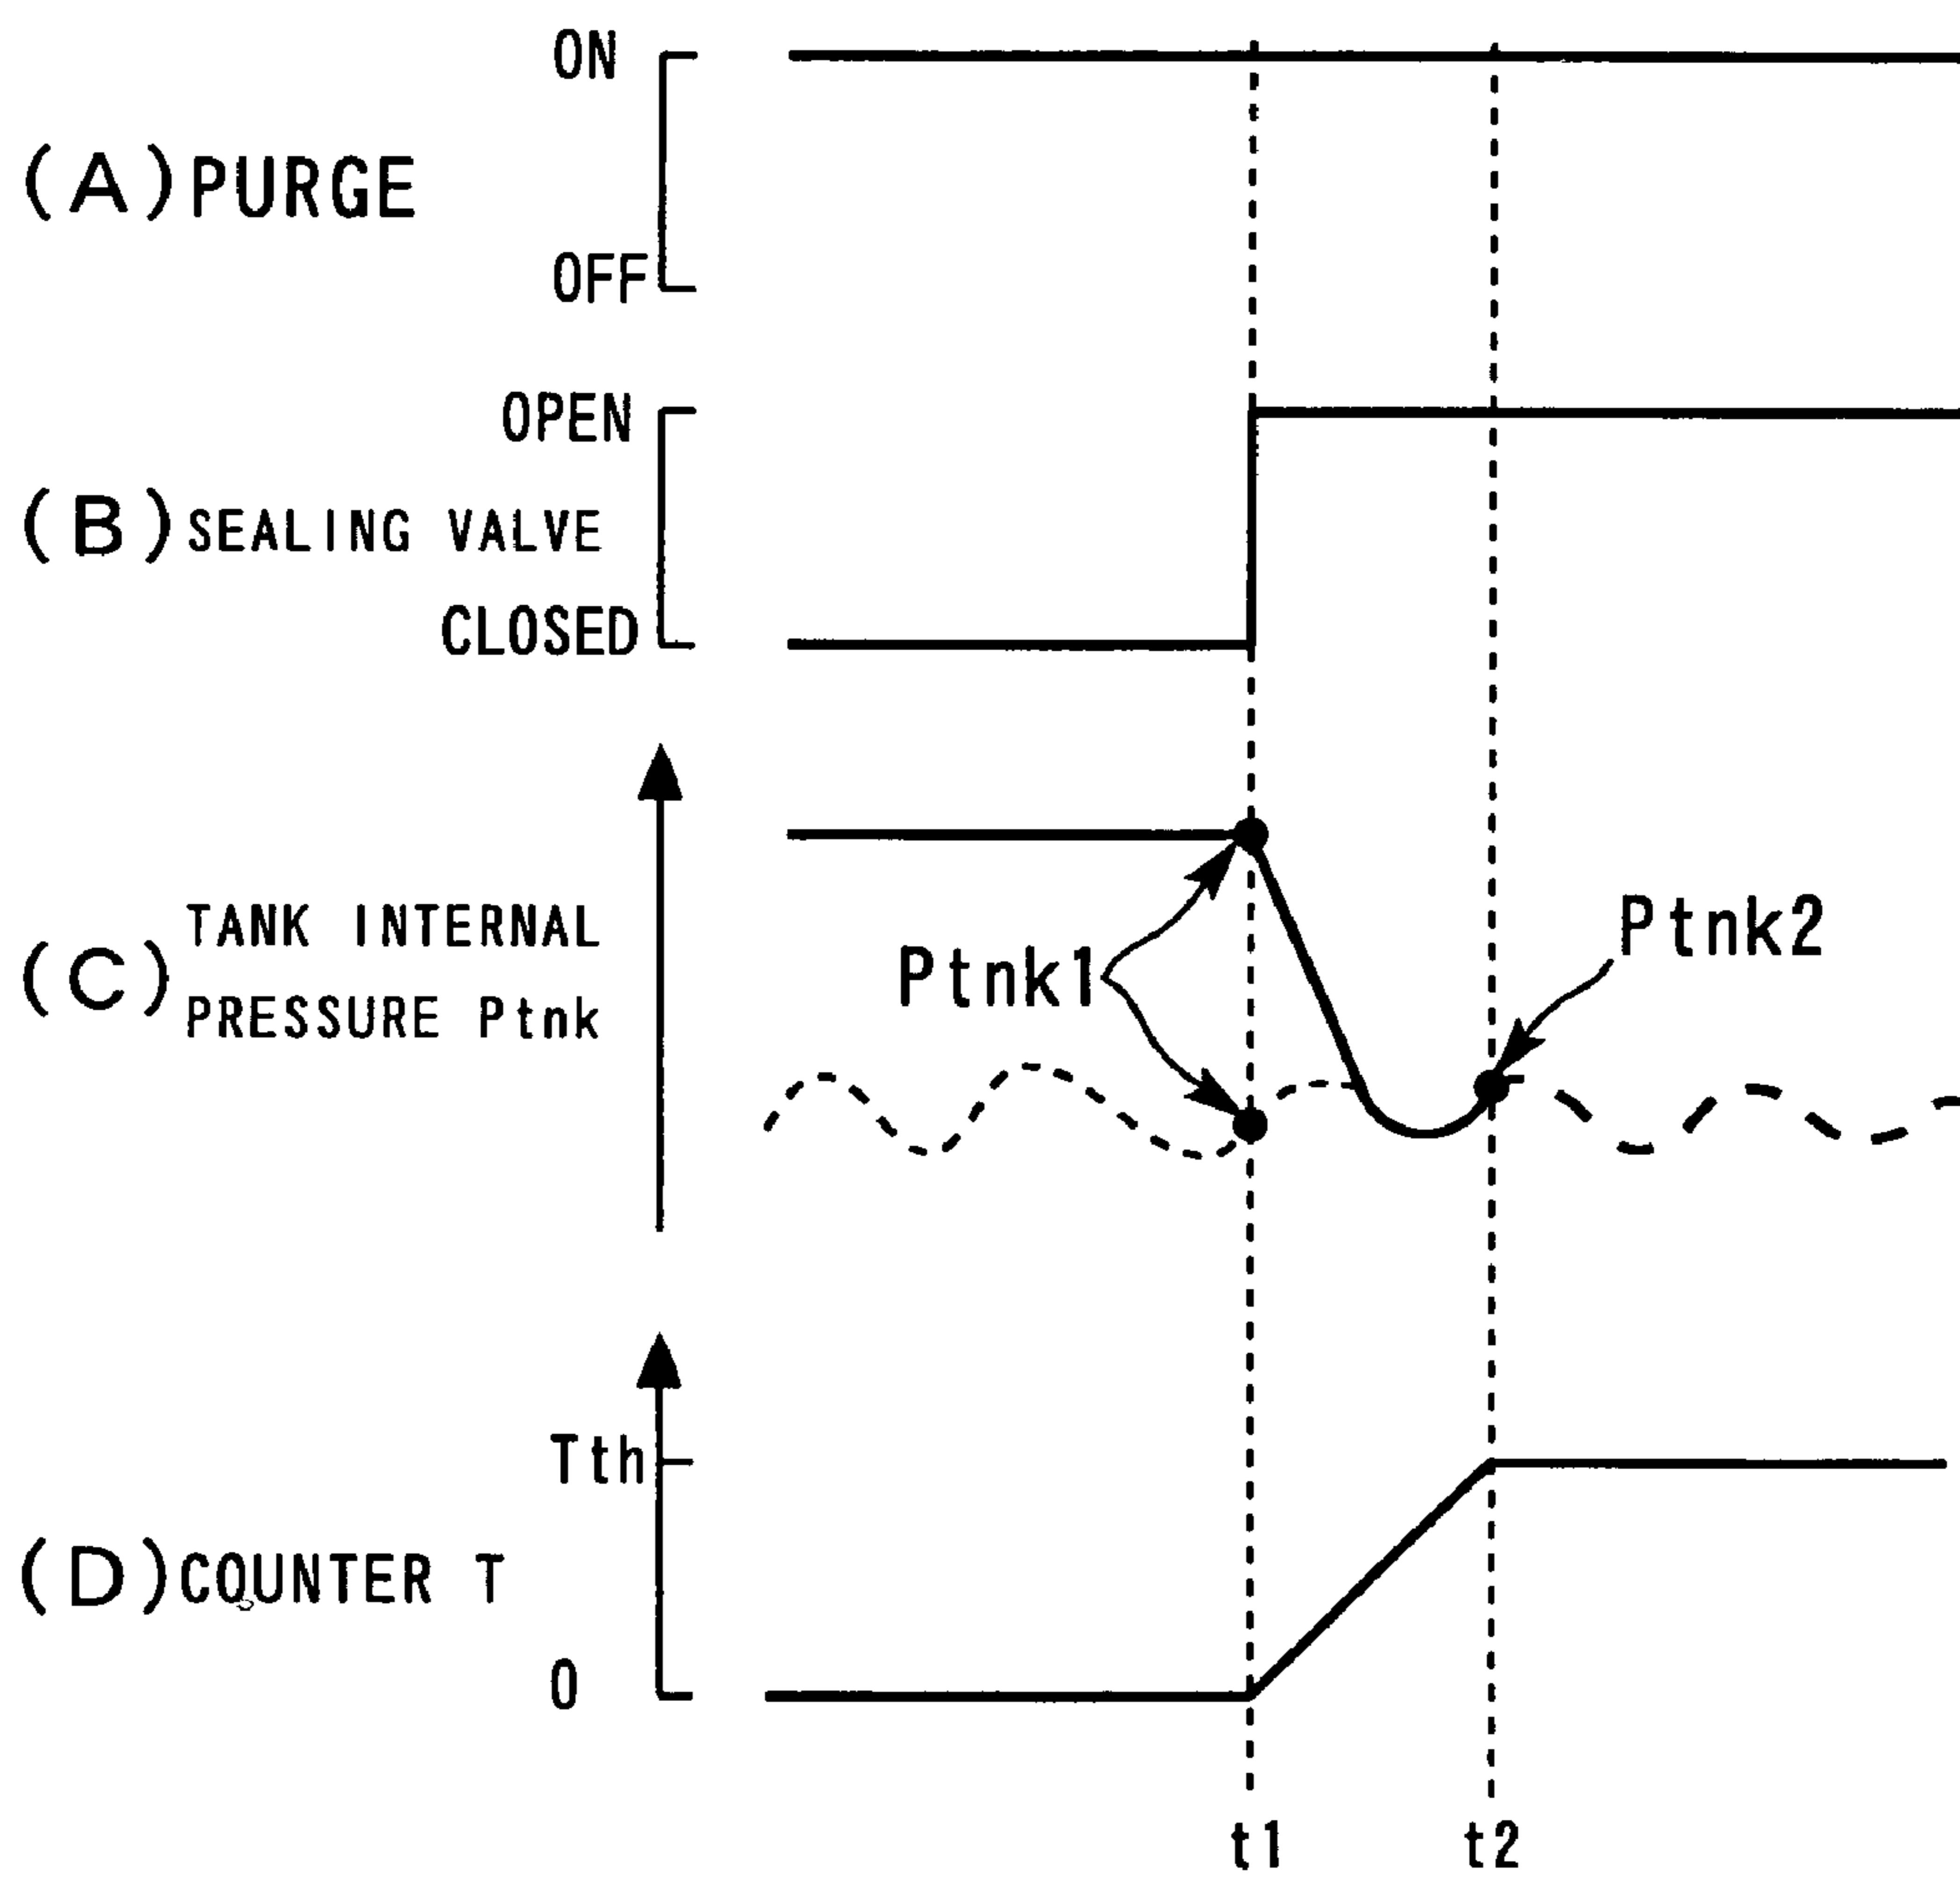 ON
(A)PURGE
OFF
OPEN
(B)SEALING VALVE
CLOSED
(C)TANK INTERNAL
PRESSURE Ptnk
Ptnk1
Ptnk2
Tth
(D)COUNTER T
0
t1
t2